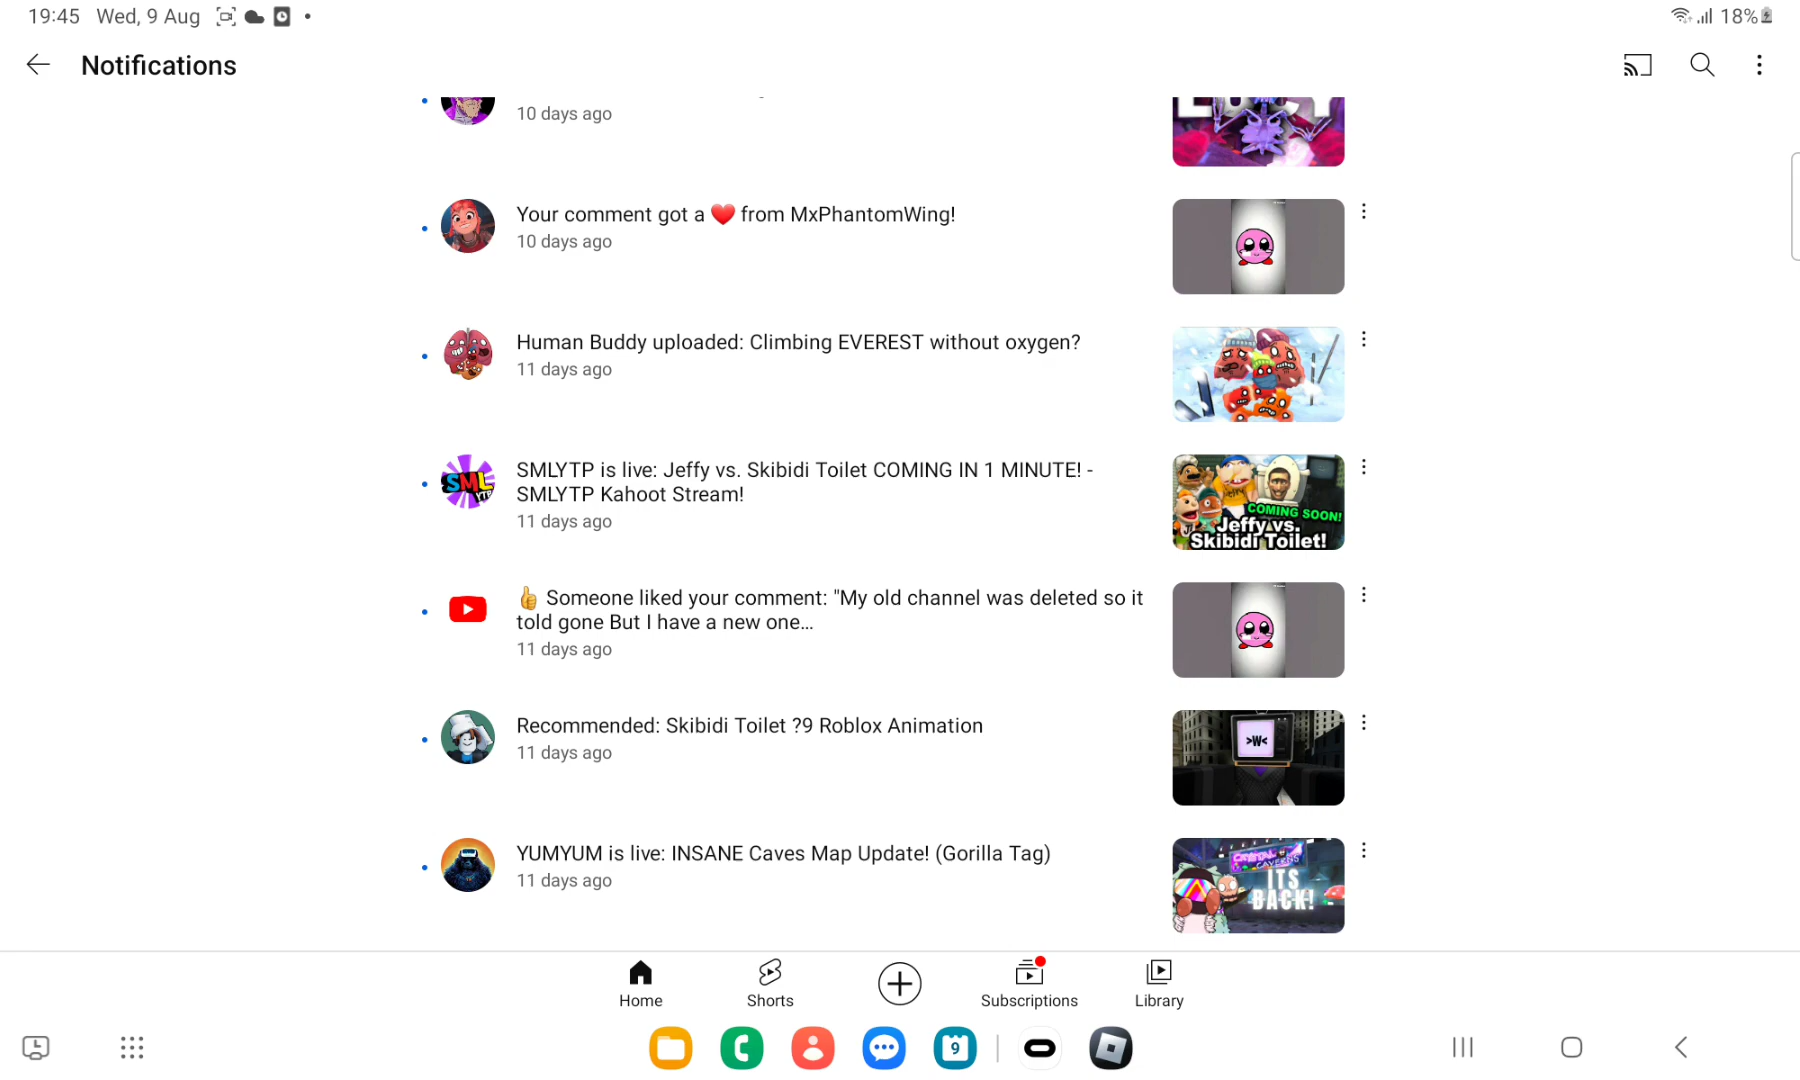 19:45 Wed, 9 Aug
18%
Notifications
10 days ago
Your comment got a ❤️ from MxPhantomWing!
10 days ago
Human Buddy uploaded: Climbing EVEREST without oxygen?
11 days ago
SML
YTP
SMLYTP is live: Jeffy vs. Skibidi Toilet COMING IN 1 MINUTE! -
SMLYTP Kahoot Stream!
11 days ago
COMING SOON!
Jeffy vs.
Skibidi Toilet!
👍 Someone liked your comment: "My old channel was deleted so it
told gone But I have a new one...
11 days ago
Recommended: Skibidi Toilet ?9 Roblox Animation
11 days ago
>W<
YUMYUM is live: INSANE Caves Map Update! (Gorilla Tag)
11 days ago
CRYSTAL
CAVERNS
ITS
BACK!
Home
Shorts
Subscriptions
Library
9